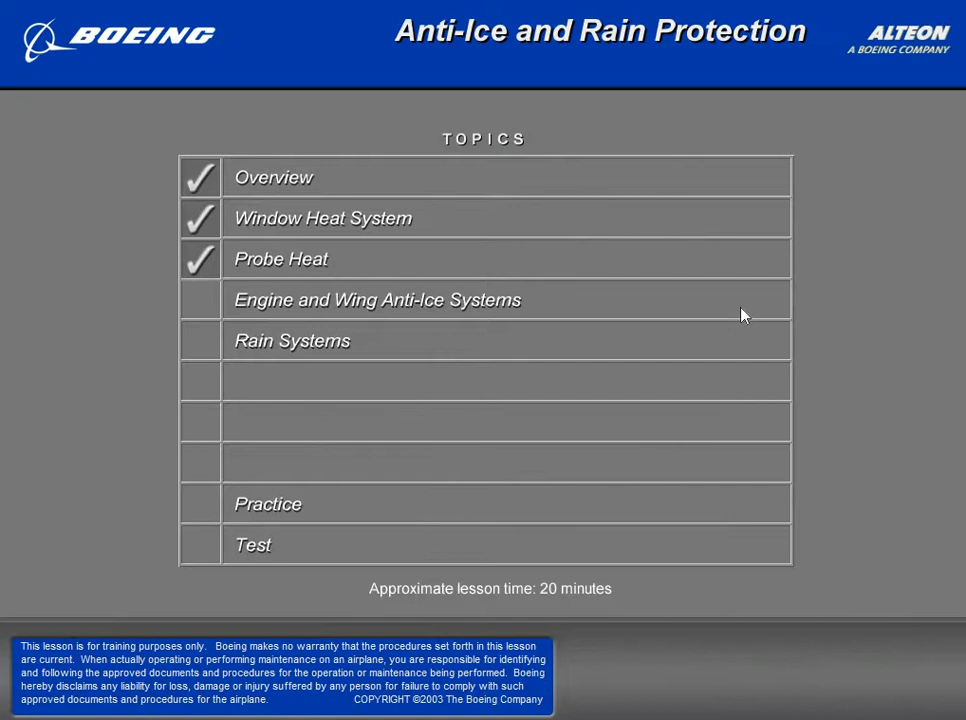 BOEING
Anti-Ice and Rain Protection
ALTEON
A BOEING COMPANY
TOPICS
Overview
Window Heat System
Probe Heat
Engine and Wing Anti-Ice Systems
Rain Systems
Practice
Test
Approximate lesson time: 20 minutes
This lesson is for training purposes only. Boeing makes no warranty that the procedures set forth in this lesson
are current. When actually operating or performing maintenance on an airplane, you are responsible for identifying
and following the approved documents and procedures for the operation or maintenance being performed. Boeing
hereby disclaims any liability for loss, damage or injury suffered by any person for failure to comply with such
approved documents and procedures for the airplane. COPYRIGHT ©2003 The Boeing Company